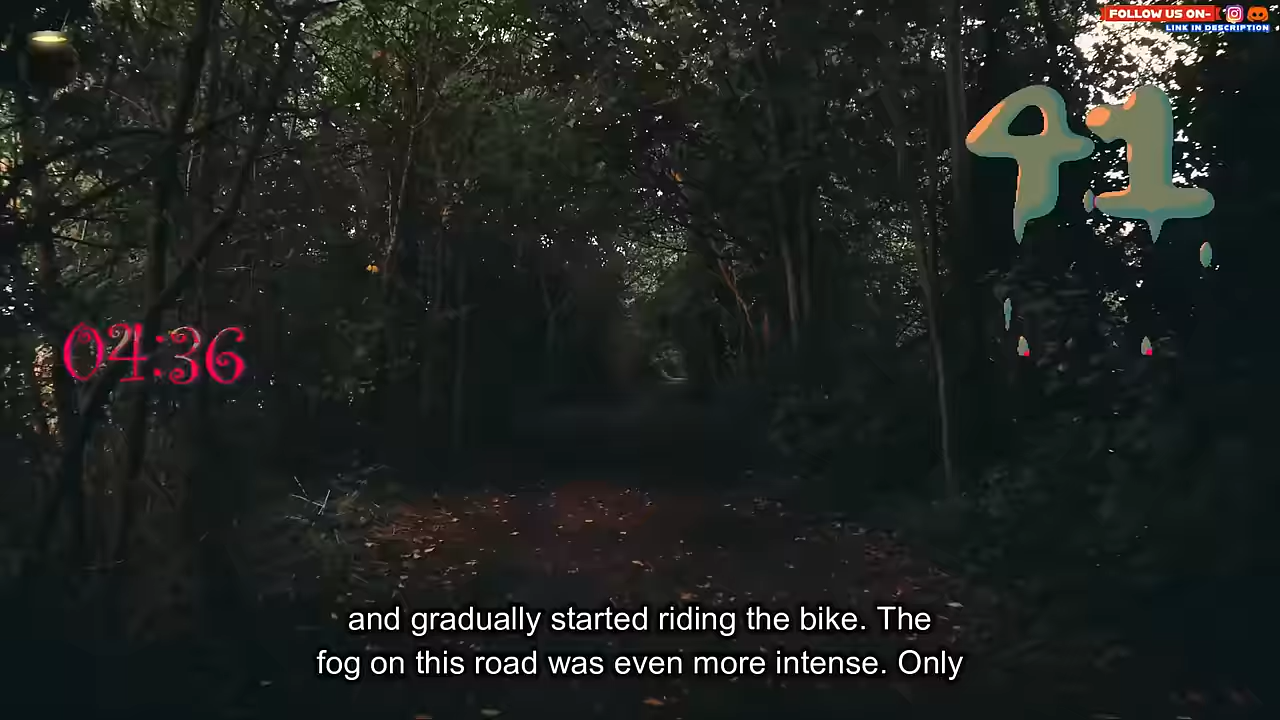 FOLLOW US ON-
LINK IN DESCRIPTION
41
04:36
and gradually started riding the bike. The
fog on this road was even more intense. Only